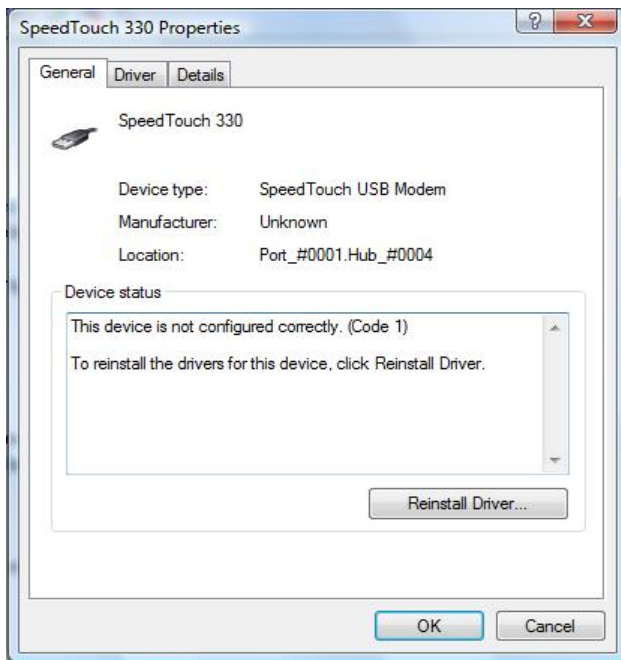 SpeedTouch 330 Properties
General
Driver
Details
SpeedTouch 330
Device type: SpeedTouch USB Modem
Manufacturer: Unknown
Location: Port_#0001.Hub_#0004
Device status
This device is not configured correctly. (Code 1)
To reinstall the drivers for this device, click Reinstall Driver.
Reinstall Driver...
OK
Cancel